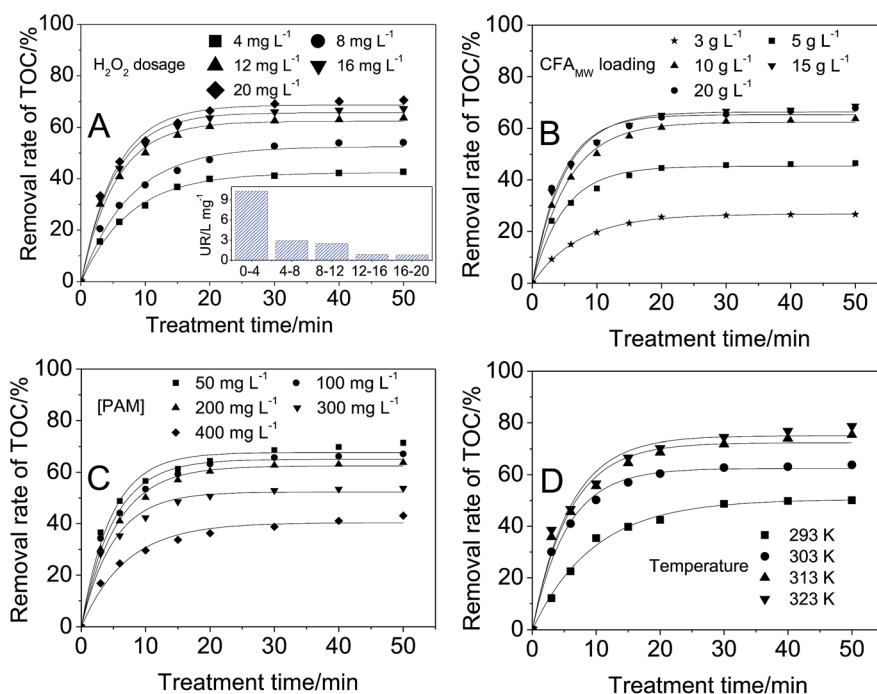 100
80
60
40
20
0
Removal rate of TOC/%
A
H₂O₂ dosage
4 mg L⁻¹ 8 mg L⁻¹
12 mg L⁻¹ 16 mg L⁻¹
20 mg L⁻¹
UR/L mg⁻¹
9
6
3
0
0-4 4-8 8-12 12-16 16-20
0 10 20 30 40 50
Treatment time/min
100
80
60
40
20
0
Removal rate of TOC/%
B
CFA_MW loading
3 g L⁻¹ 5 g L⁻¹
10 g L⁻¹ 15 g L⁻¹
20 g L⁻¹
0 10 20 30 40 50
Treatment time/min
100
80
60
40
20
0
Removal rate of TOC/%
C
[PAM]
50 mg L⁻¹ 100 mg L⁻¹
200 mg L⁻¹ 300 mg L⁻¹
400 mg L⁻¹
0 10 20 30 40 50
Treatment time/min
100
80
60
40
20
0
Removal rate of TOC/%
D
Temperature
293 K
303 K
313 K
323 K
0 10 20 30 40 50
Treatment time/min